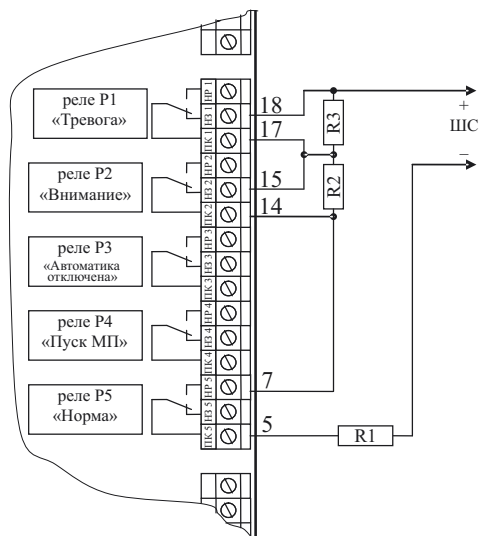 реле Р1
«Тревога»
реле Р2
«Внимание»
реле Р3
«Автоматика
отключена»
реле Р4
«Пуск МП»
реле Р5
«Норма»
НР 1
НЗ 1
ПК 1
НР 2
НЗ 2
ПК 2
НР 3
НЗ 3
ПК 3
НР 4
НЗ 4
ПК 4
НР 5
НЗ 5
ПК 5
18
17
15
14
7
5
R3
R2
R1
+
ШС
–